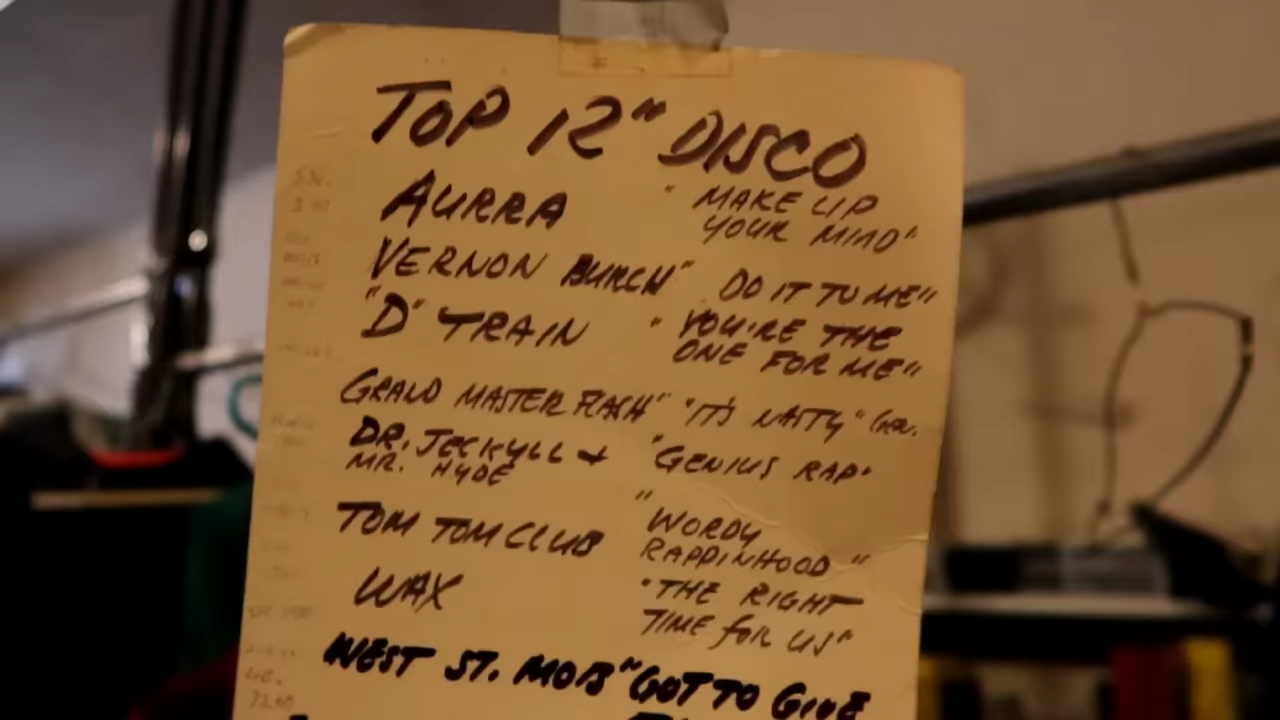 TOP 12" DISCO
AURRA "MAKE UP
YOUR MIND"
VERNON BURCH" DO IT TO ME"
"D" TRAIN "YOU'RE THE
ONE FOR ME"
GRAND MASTER FLASH" "IT'S NASTY" GEN.
DR. JECKYLL + "GENIUS RAP"
MR. HYDE
TOM TOM CLUB "WORDY
RAPPINHOOD"
WAX "THE RIGHT
TIME for US"
WEST ST. MOB "GOT TO GIVE